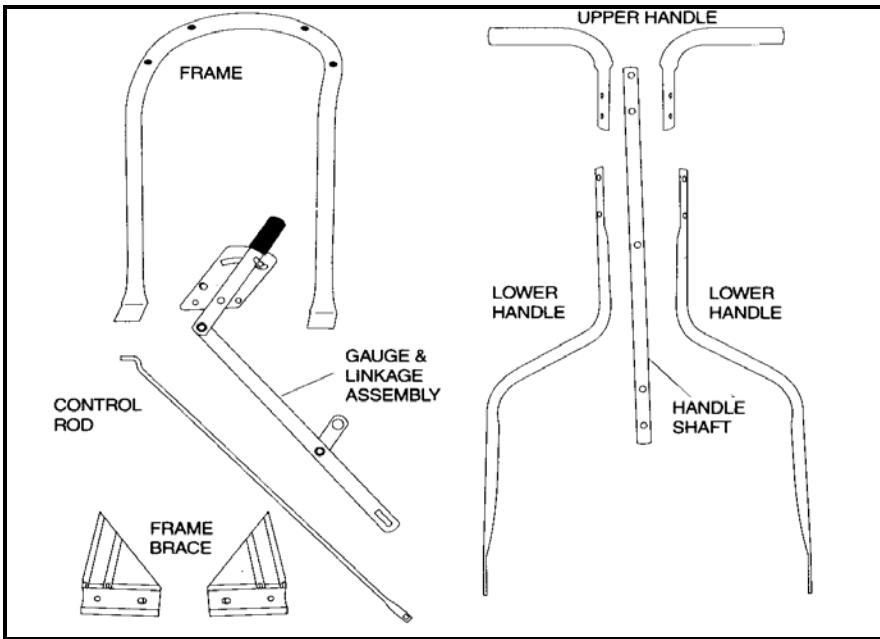 UPPER HANDLE
FRAME
LOWER
HANDLE
LOWER
HANDLE
GAUGE &
LINKAGE
ASSEMBLY
CONTROL
ROD
HANDLE
SHAFT
FRAME
BRACE